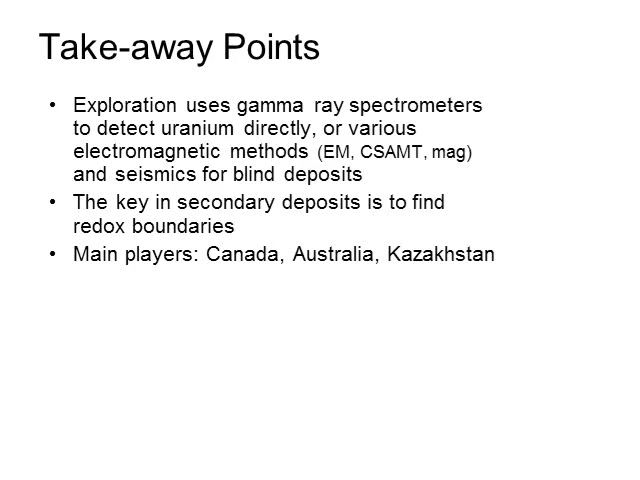 Take-away Points
• Exploration uses gamma ray spectrometers
to detect uranium directly, or various
electromagnetic methods (EM, CSAMT, mag)
and seismics for blind deposits
• The key in secondary deposits is to find
redox boundaries
• Main players: Canada, Australia, Kazakhstan